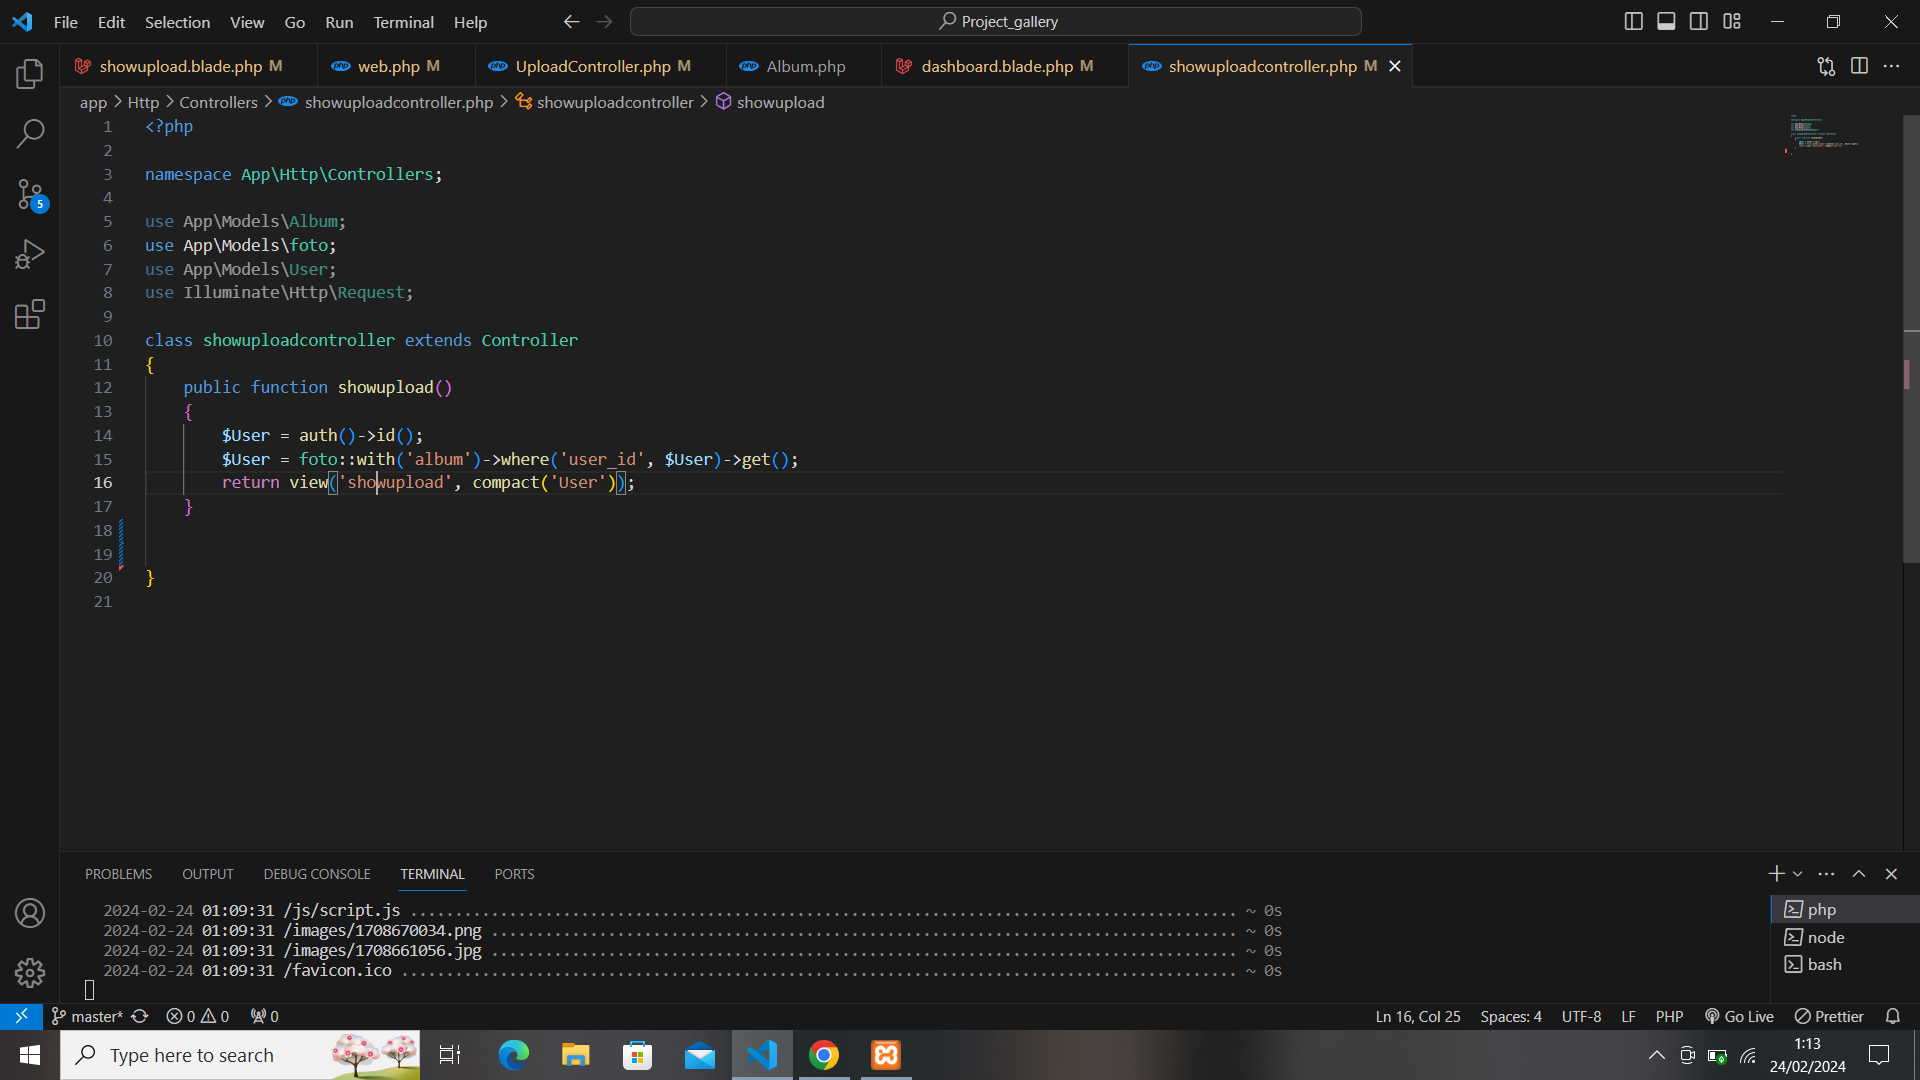 File Edit Selection View Go Run Terminal Help
Project_gallery
showupload.blade.php M
web.php M
UploadController.php M
Album.php
dashboard.blade.php M
showuploadcontroller.php M
app > Http > Controllers > showuploadcontroller.php > showuploadcontroller > showupload
1 <?php
2
3 namespace App\Http\Controllers;
4
5 use App\Models\Album;
6 use App\Models\foto;
7 use App\Models\User;
8 use Illuminate\Http\Request;
9
10 class showuploadcontroller extends Controller
11 {
12 public function showupload()
13 {
14 $User = auth()->id();
15 $User = foto::with('album')->where('user_id', $User)->get();
16 return view('showupload', compact('User'));
17 }
18
19
20 }
21
5
PROBLEMS OUTPUT DEBUG CONSOLE TERMINAL PORTS
2024-02-24 01:09:31 /js/script.js ........................................................................................ ~ 0s
2024-02-24 01:09:31 /images/1708670034.png ............................................................................... ~ 0s
2024-02-24 01:09:31 /images/1708661056.jpg ............................................................................... ~ 0s
2024-02-24 01:09:31 /favicon.ico ......................................................................................... ~ 0s
php
node
bash
master* 0 0 0
Ln 16, Col 25 Spaces: 4 UTF-8 LF PHP Go Live Prettier
Type here to search
1:13
24/02/2024